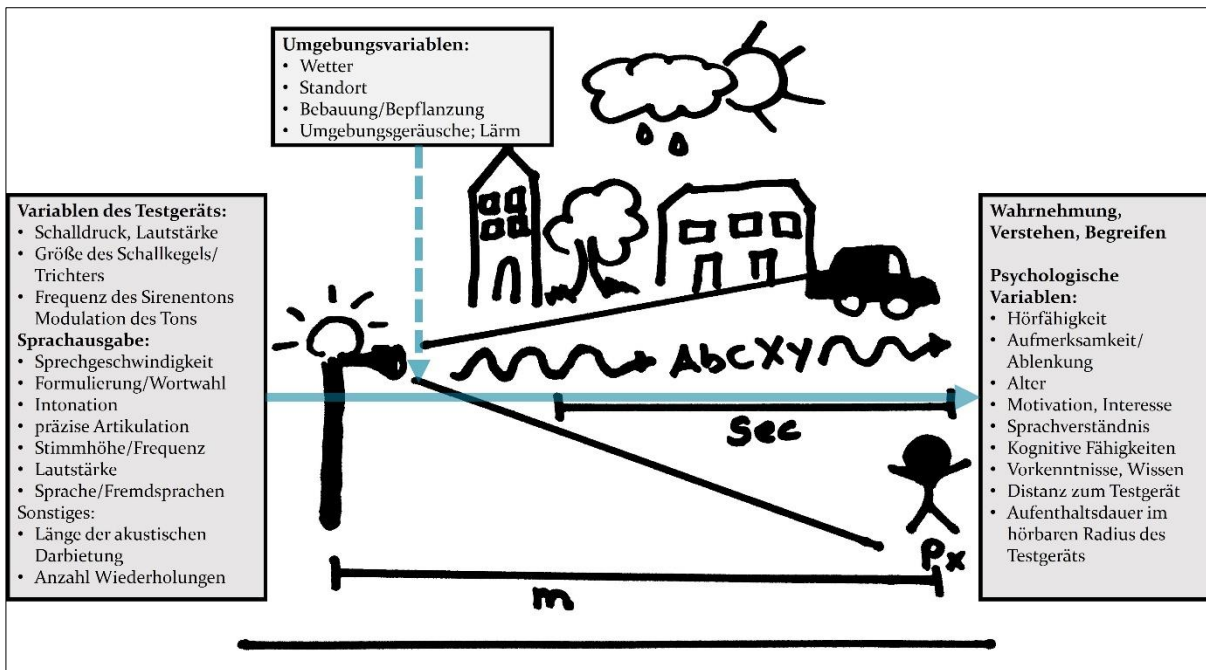 Umgebungsvariablen:
• Wetter
• Standort
• Bebauung/Bepflanzung
• Umgebungsgeräusche; Lärm
Variablen des Testgeräts:
• Schalldruck, Lautstärke
• Größe des Schallkegels/
Trichters
• Frequenz des Sirenentons
Modulation des Tons
Sprachausgabe:
• Sprechgeschwindigkeit
• Formulierung/Wortwahl
• Intonation
• präzise Artikulation
• Stimmhöhe/Frequenz
• Lautstärke
• Sprache/Fremdsprachen
Sonstiges:
• Länge der akustischen
Darbietung
• Anzahl Wiederholungen
AbCXy
Sec
Px
m
Wahrnehmung,
Verstehen, Begreifen
Psychologische
Variablen:
• Hörfähigkeit
• Aufmerksamkeit/
Ablenkung
• Alter
• Motivation, Interesse
• Sprachverständnis
• Kognitive Fähigkeiten
• Vorkenntnisse, Wissen
• Distanz zum Testgerät
• Aufenthaltsdauer im
hörbaren Radius des
Testgeräts